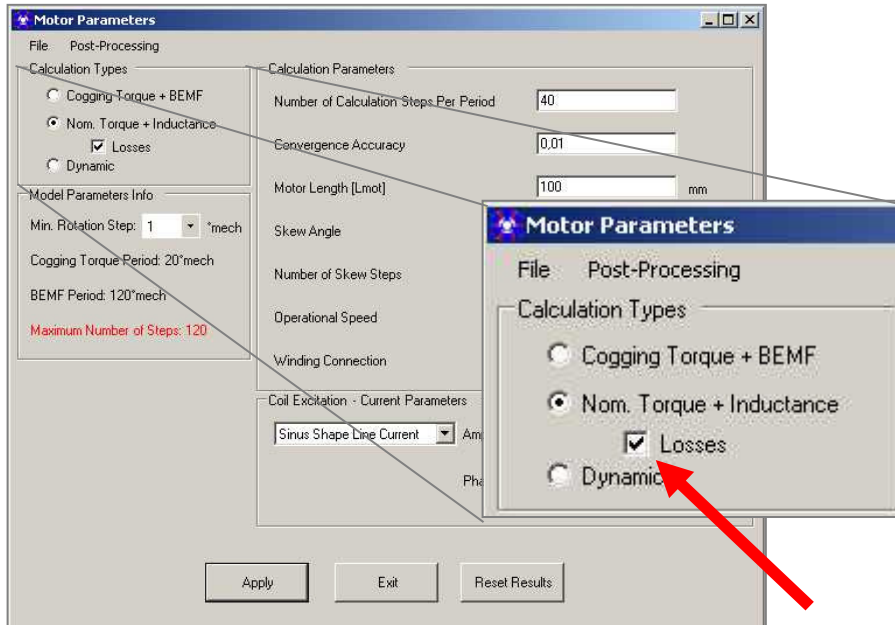 Motor Parameters
File Post-Processing
Calculation Types
Cogging Torque + BEMF
Nom. Torque + Inductance
Losses
Dynamic
Model Parameters Info
Min. Rotation Step: 1 °mech
Cogging Torque Period: 20°mech
BEMF Period: 120°mech
Maximum Number of Steps: 120
Calculation Parameters
Number of Calculation Steps Per Period 40
Convergence Accuracy 0,01
Motor Length [Lmot] 100 mm
Skew Angle
Number of Skew Steps
Operational Speed
Winding Connection
Coil Excitation - Current Parameters
Sinus Shape Line Current Am
Pha
Apply Exit Reset Results
Motor Parameters
File Post-Processing
Calculation Types
Cogging Torque + BEMF
Nom. Torque + Inductance
Losses
Dynamic